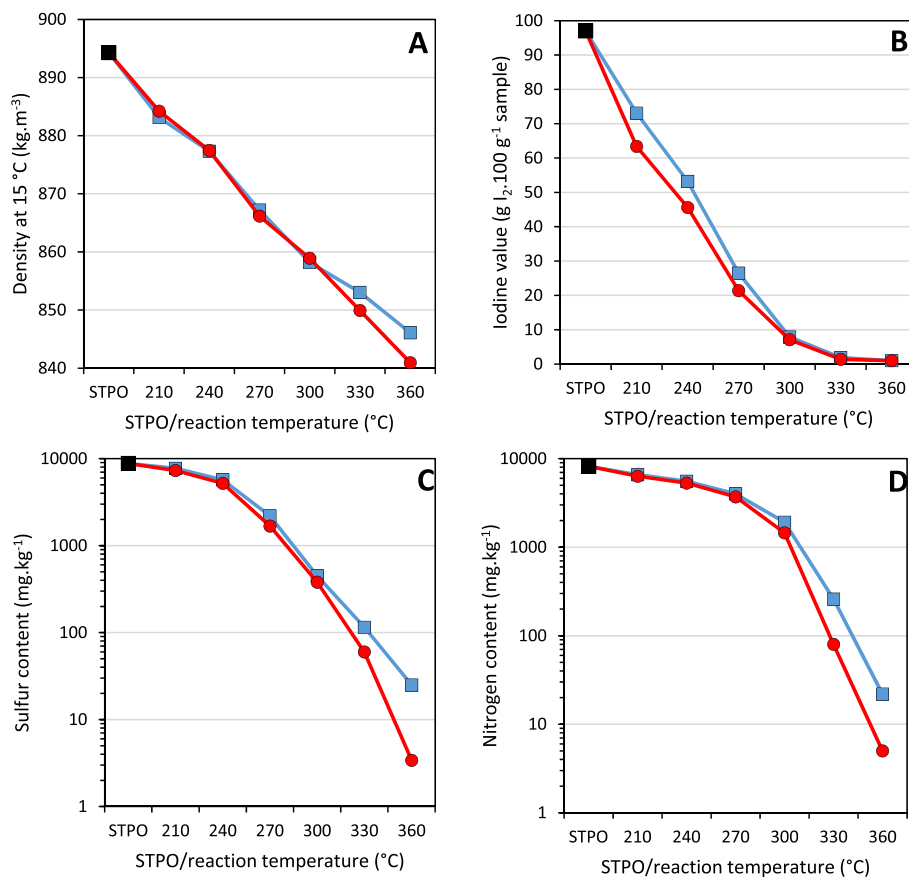 A
900
890
880
870
860
850
840
Density at 15 °C (kg.m⁻³)
STPO 210 240 270 300 330 360
STPO/reaction temperature (°C)
B
100
90
80
70
60
50
40
30
20
10
0
Iodine value (g I₂.100 g⁻¹ sample)
STPO 210 240 270 300 330 360
STPO/reaction temperature (°C)
C
10000
1000
100
10
1
Sulfur content (mg.kg⁻¹)
STPO 210 240 270 300 330 360
STPO/reaction temperature (°C)
D
10000
1000
100
10
1
Nitrogen content (mg.kg⁻¹)
STPO 210 240 270 300 330 360
STPO/reaction temperature (°C)